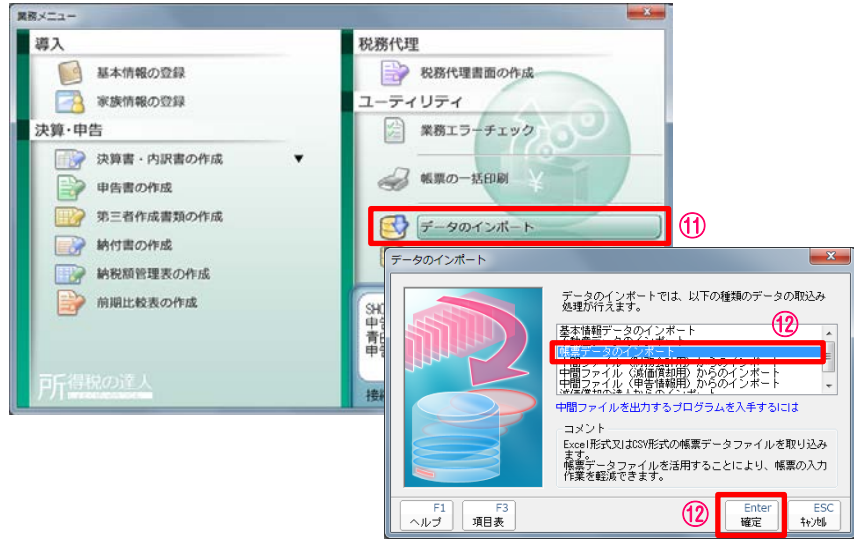 業務メニュー
導入
基本情報の登録
家族情報の登録
決算・申告
決算書・内訳書の作成 ▼
申告書の作成
第三者作成書類の作成
納付書の作成
納税額管理表の作成
前期比較表の作成
所得税の達人
税務代理
税務代理書面の作成
ユーティリティ
業務エラーチェック
帳票の一括印刷
データのインポート
⑪
データのインポート
データのインポートでは、以下の種類のデータの取込み
処理が行えます。
⑫
基本情報データのインポート
帳票データのインポート
中間ファイル（減価償却用）からのインポート
中間ファイル（申告情報用）からのインポート
中間ファイルを出力するプログラムを入手するには
コメント
Excel形式又はCSV形式の帳票データファイルを取り込み
ます。
帳票データファイルを活用することにより、帳票の入力
作業を軽減できます。
F1
ヘルプ
F3
項目表
⑫
Enter
確定
ESC
ｷｬﾝｾﾙ